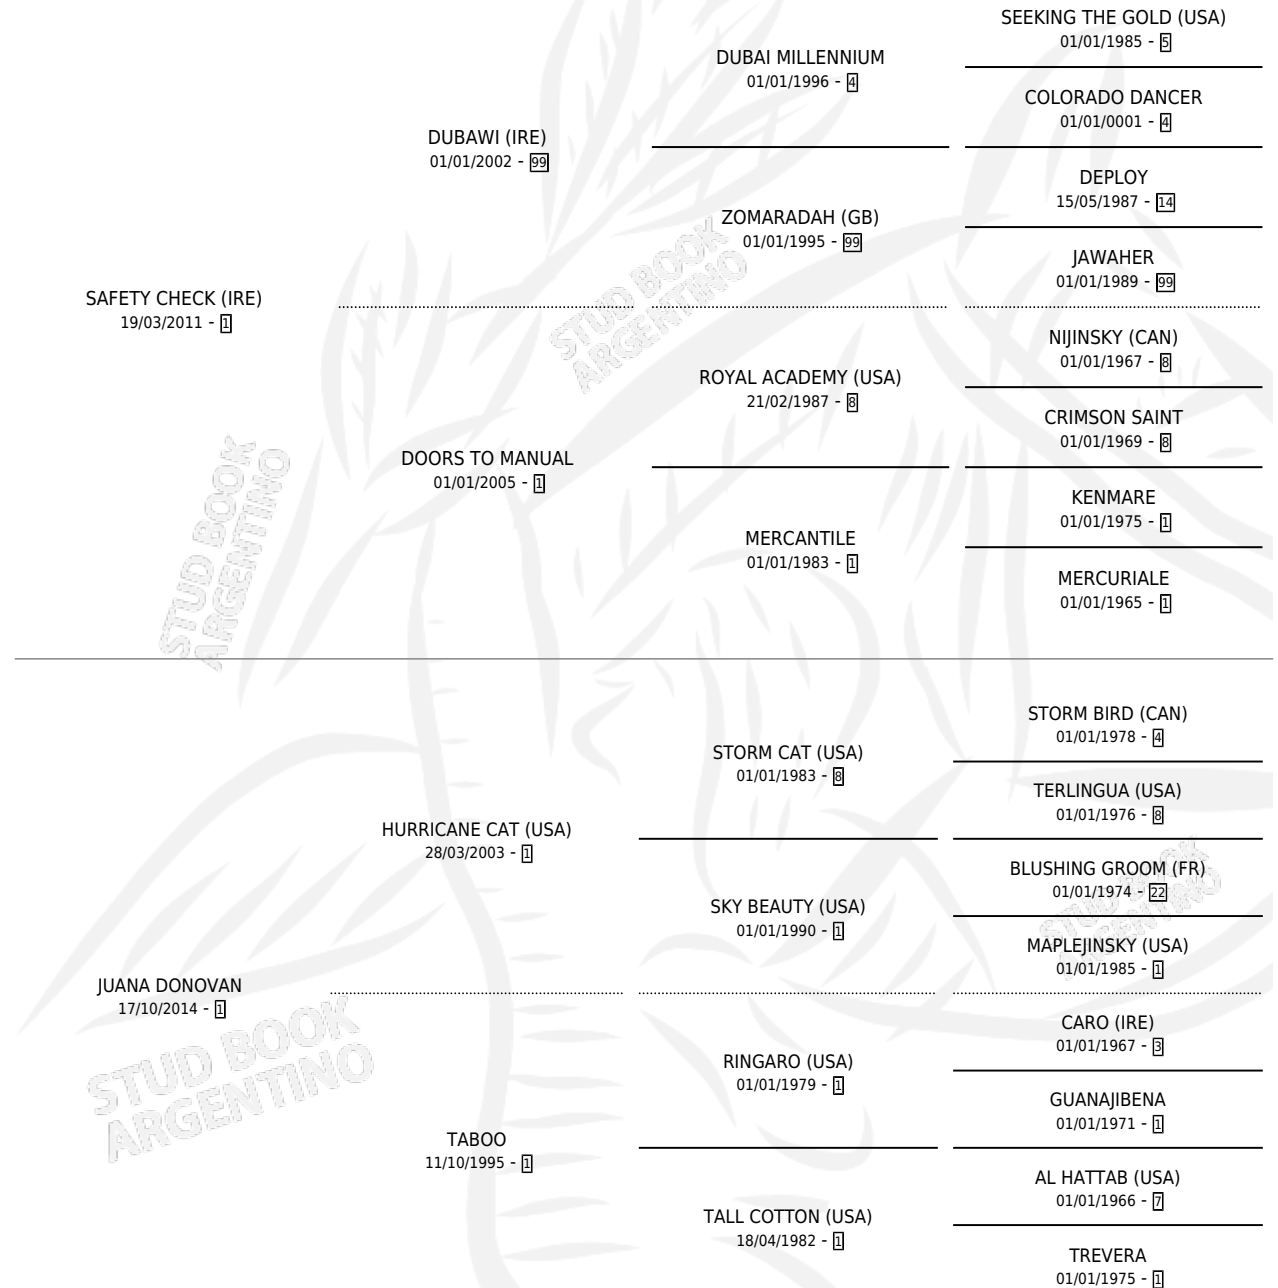 SEEKING THE GOLD (USA)
01/01/1985 - 5
DUBAI MILLENNIUM
01/01/1996 - 4
COLORADO DANCER
01/01/0001 - 4
DUBAWI (IRE)
01/01/2002 - 99
DEPLOY
15/05/1987 - 14
ZOMARADAH (GB)
01/01/1995 - 99
JAWAHER
01/01/1989 - 99
SAFETY CHECK (IRE)
19/03/2011 - 1
NIJINSKY (CAN)
01/01/1967 - 8
ROYAL ACADEMY (USA)
21/02/1987 - 8
CRIMSON SAINT
01/01/1969 - 8
DOORS TO MANUAL
01/01/2005 - 1
KENMARE
01/01/1975 - 1
MERCANTILE
01/01/1983 - 1
MERCURIALE
01/01/1965 - 1
STORM BIRD (CAN)
01/01/1978 - 4
STORM CAT (USA)
01/01/1983 - 8
TERLINGUA (USA)
01/01/1976 - 8
HURRICANE CAT (USA)
28/03/2003 - 1
BLUSHING GROOM (FR)
01/01/1974 - 22
SKY BEAUTY (USA)
01/01/1990 - 1
MAPLEJINSKY (USA)
01/01/1985 - 1
JUANA DONOVAN
17/10/2014 - 1
CARO (IRE)
01/01/1967 - 3
RINGARO (USA)
01/01/1979 - 1
GUANAJIBENA
01/01/1971 - 1
TABOO
11/10/1995 - 1
AL HATTAB (USA)
01/01/1966 - 7
TALL COTTON (USA)
18/04/1982 - 1
TREVERA
01/01/1975 - 1
STUD BOOK
ARGENTINO
STUD BOOK
ARGENTINO
STUD BOOK
ARGENTINO
STUD BOOK
ARGENTINO